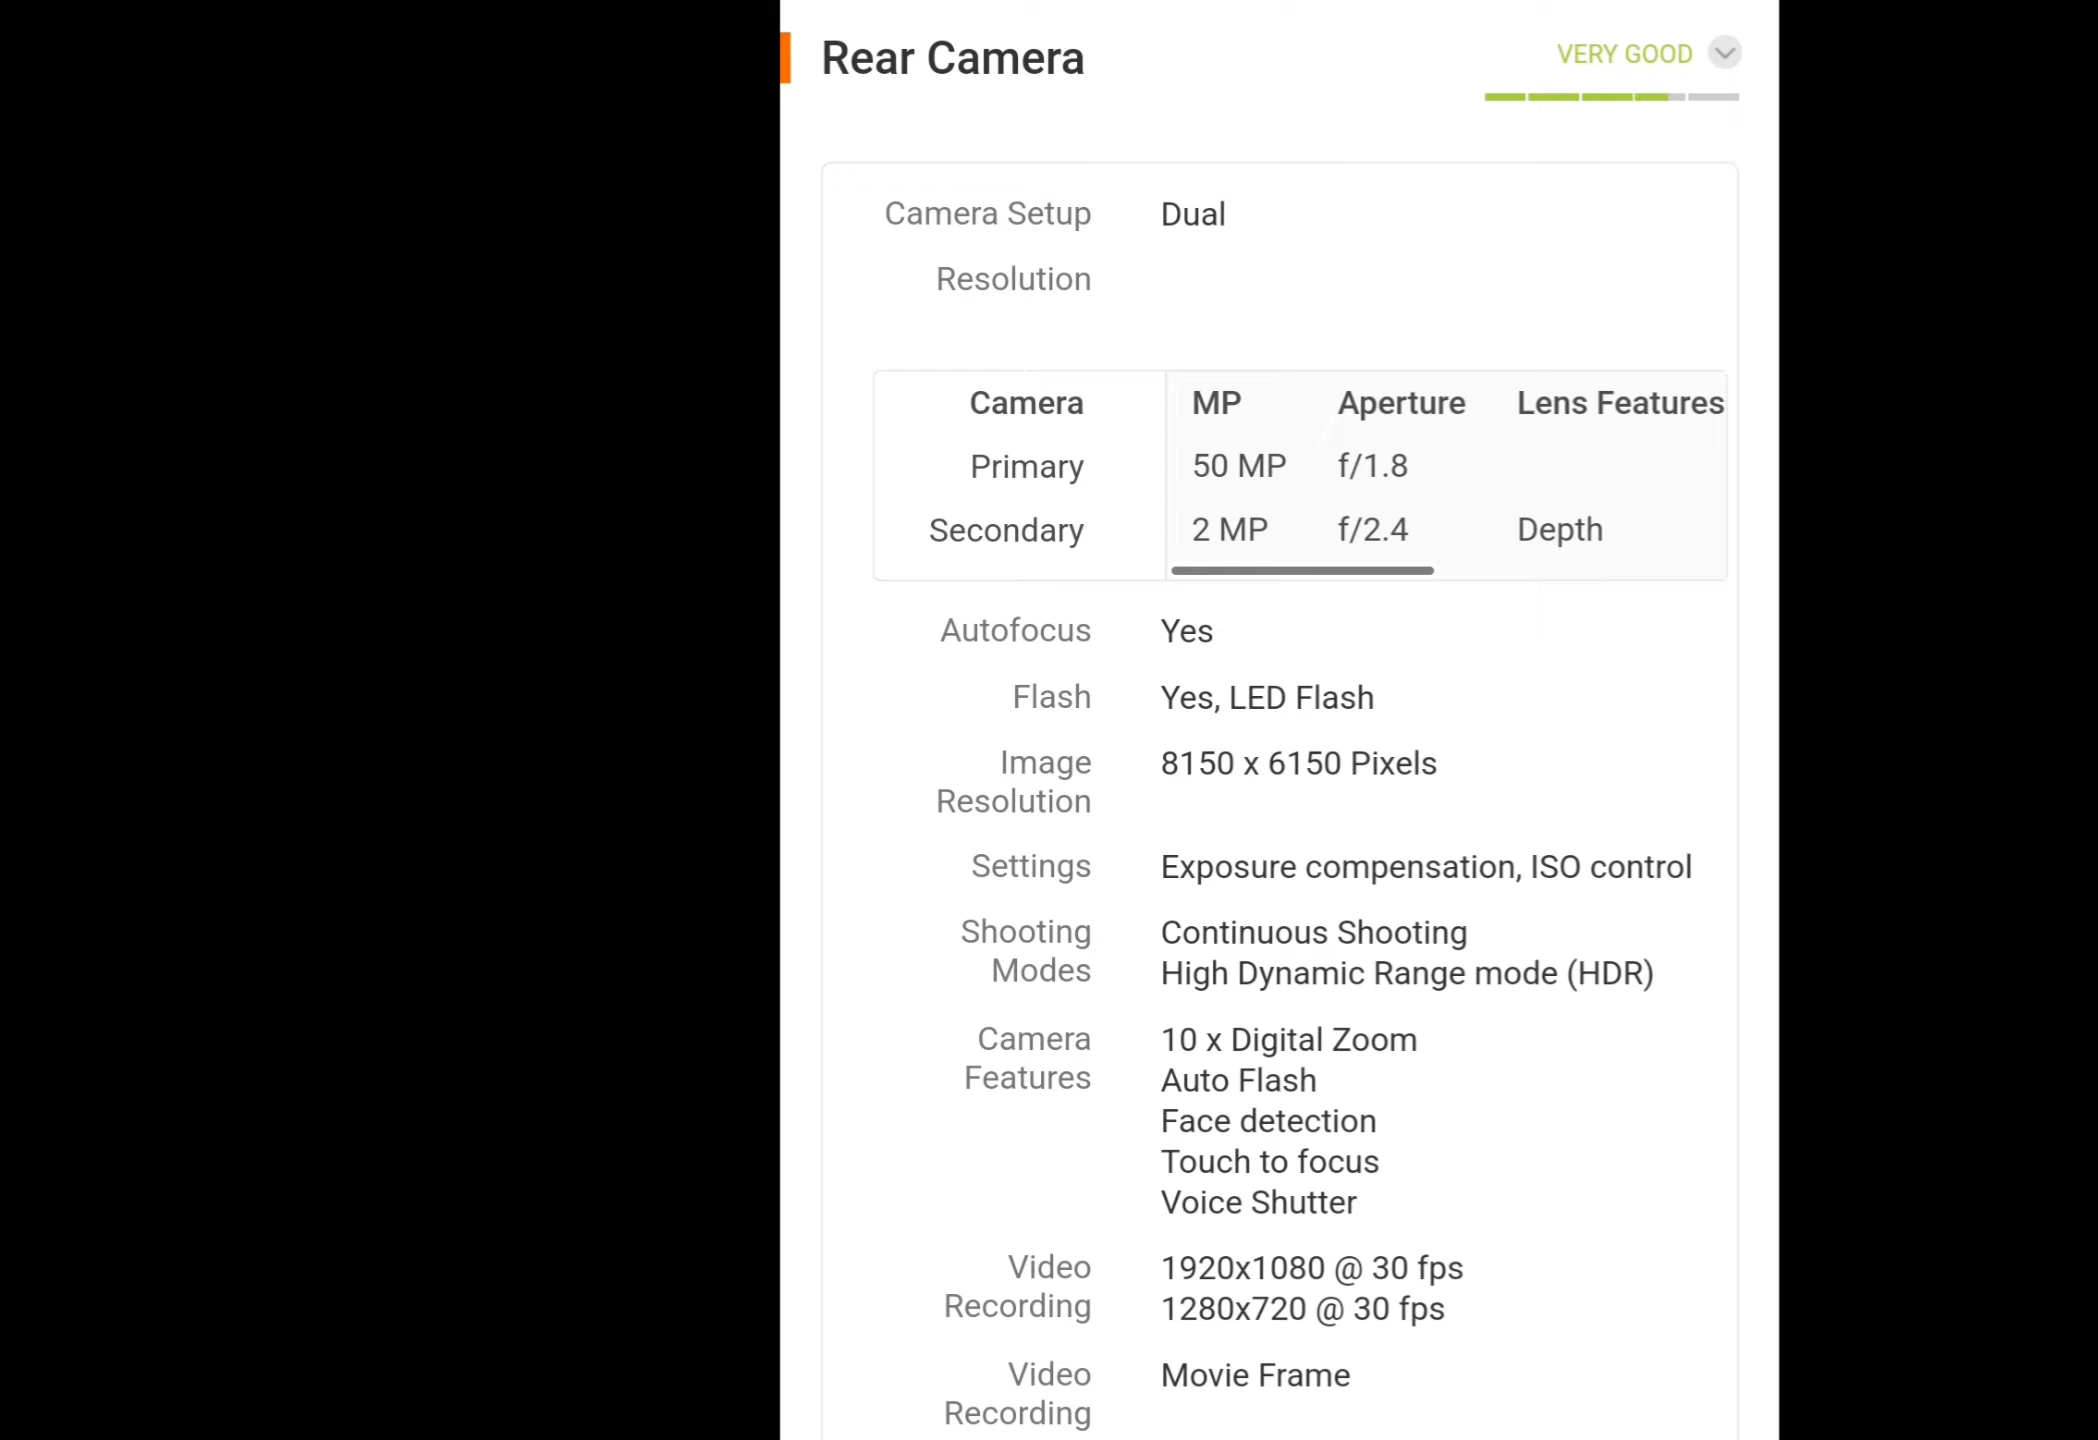 Rear Camera
VERY GOOD
Camera Setup Dual
Resolution
Camera MP Aperture Lens Features
Primary 50 MP f/1.8
Secondary 2 MP f/2.4 Depth
Autofocus Yes
Flash Yes, LED Flash
Image 8150 x 6150 Pixels
Resolution
Settings Exposure compensation, ISO control
Shooting Continuous Shooting
Modes High Dynamic Range mode (HDR)
Camera 10 x Digital Zoom
Features Auto Flash
Face detection
Touch to focus
Voice Shutter
Video 1920x1080 @ 30 fps
Recording 1280x720 @ 30 fps
Video Movie Frame
Recording